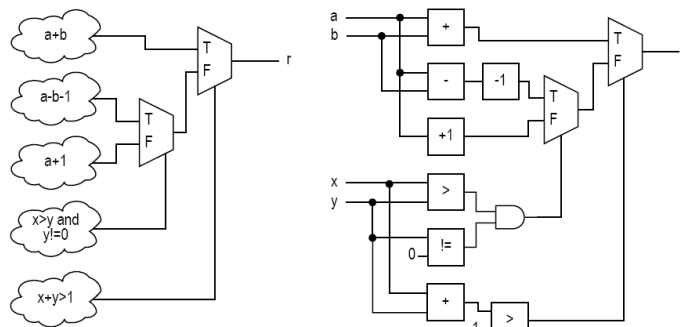 a+b
T
F
r
a-b-1
T
F
a+1
x>y and
y!=0
x+y>1
a
b
+
T
F
-
-1
T
F
+1
x
y
>
!=
0
+
1
>